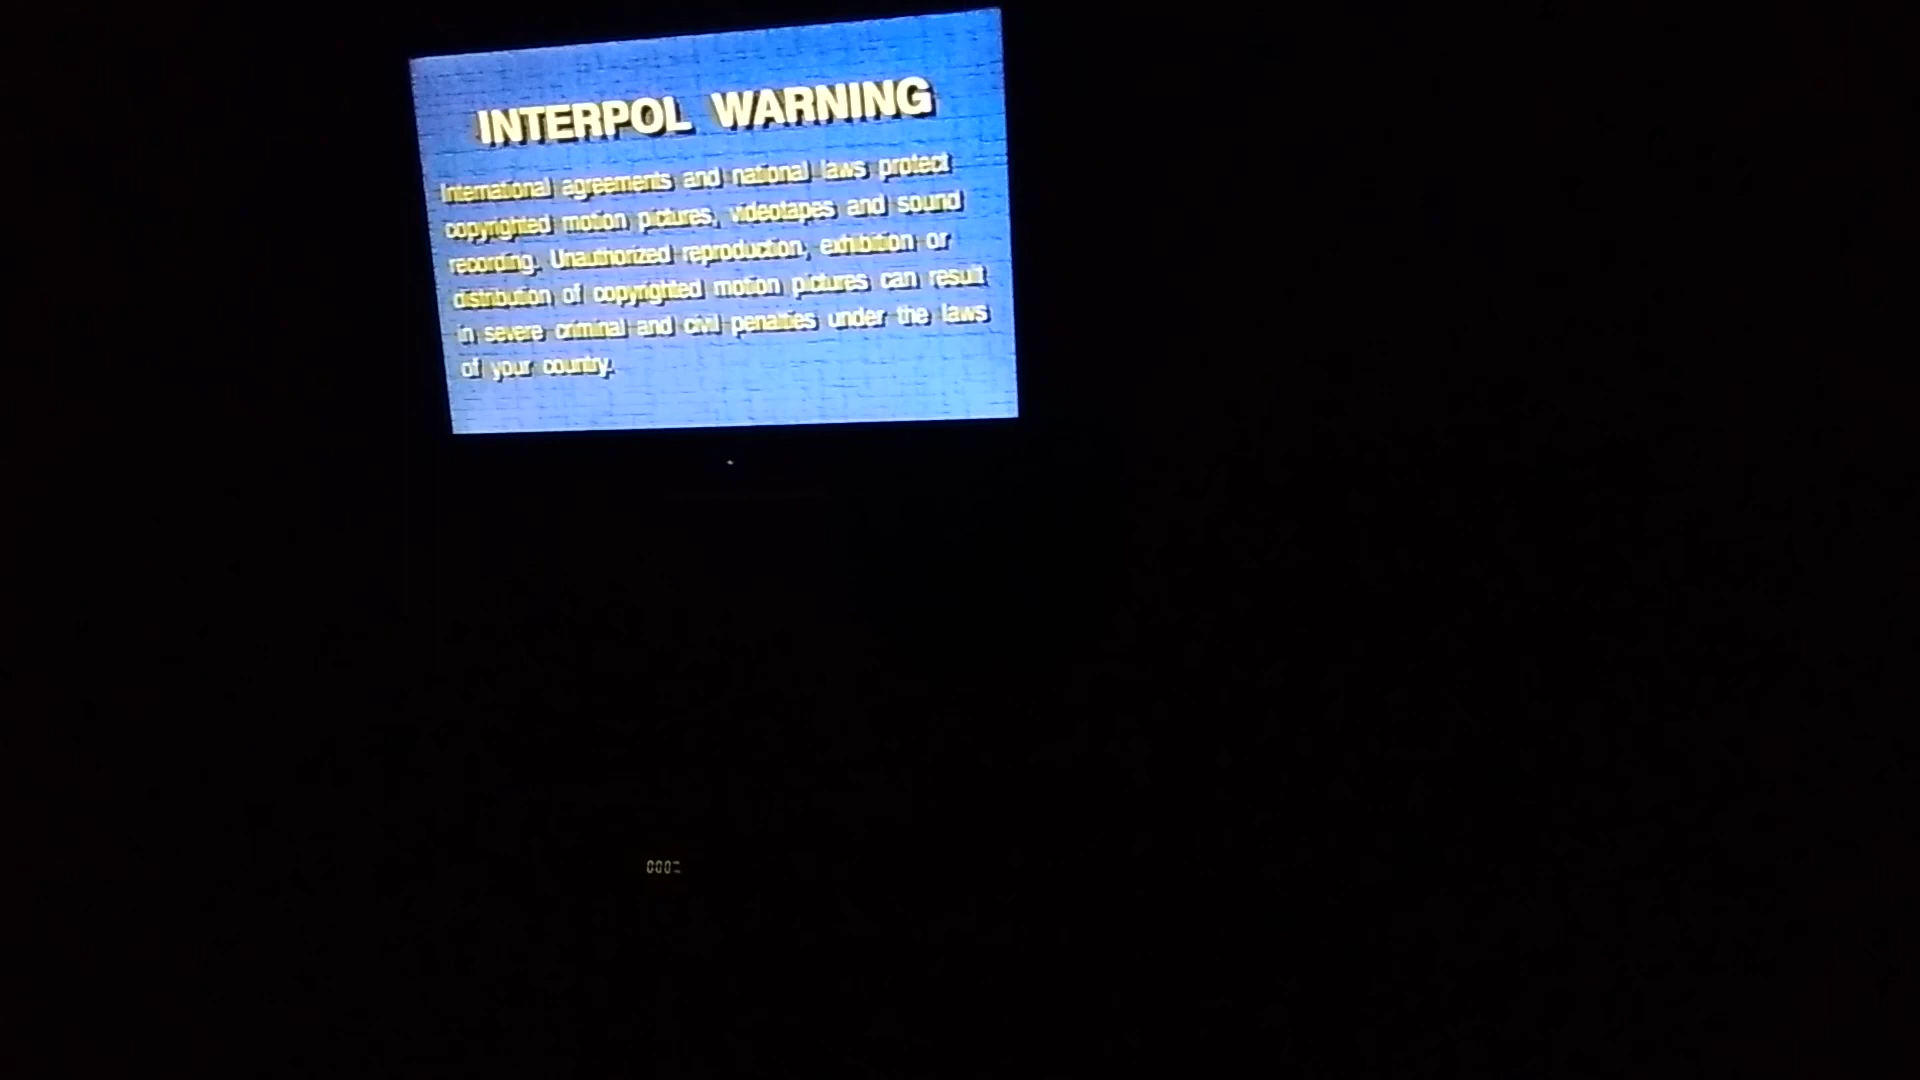 INTERPOL WARNING
International agreements and national laws protect
copyrighted motion pictures, videotapes and sound
recording. Unauthorized reproduction, exhibition or
distribution of copyrighted motion pictures can result
in severe criminal and civil penalties under the laws
of your country.